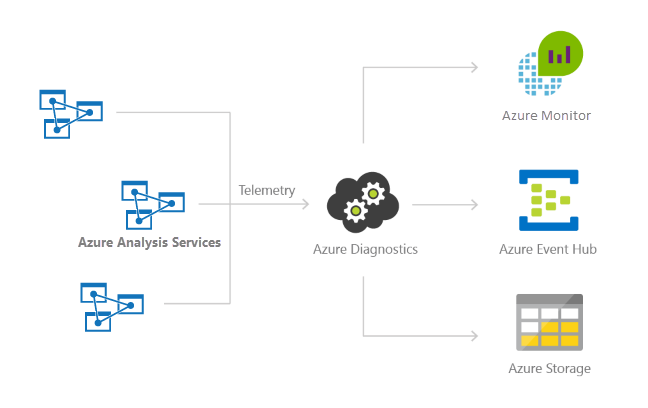 Azure Monitor
Telemetry
Azure Analysis Services
Azure Diagnostics
Azure Event Hub
Azure Storage